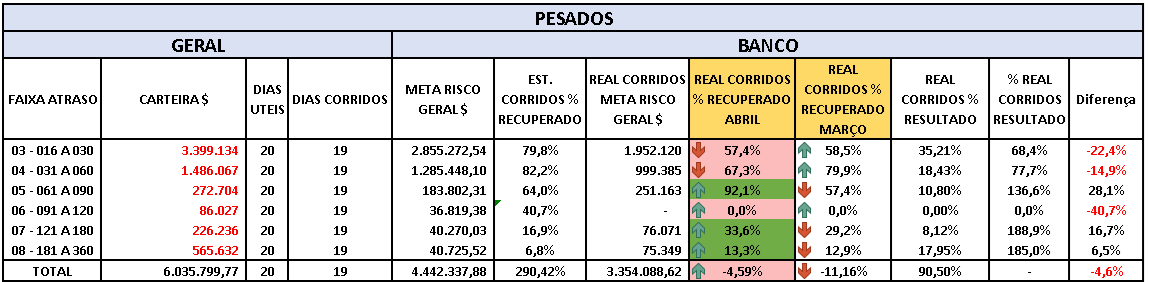 PESADOS
GERAL BANCO
FAIXA ATRASO CARTEIRA $ DIAS UTEIS DIAS CORRIDOS META RISCO GERAL $ EST. CORRIDOS % RECUPERADO REAL CORRIDOS META RISCO GERAL $ REAL CORRIDOS % RECUPERADO ABRIL REAL CORRIDOS % RECUPERADO MARÇO REAL CORRIDOS % RESULTADO % REAL CORRIDOS RESULTADO Diferença
03 - 016 A 030 3.399.134 20 19 2.855.272,54 79,8% 1.952.120 57,4% 58,5% 35,21% 68,4% -22,4%
04 - 031 A 060 1.486.067 20 19 1.285.448,10 82,2% 999.385 67,3% 79,9% 18,43% 77,7% -14,9%
05 - 061 A 090 272.704 20 19 183.802,31 64,0% 251.163 92,1% 57,4% 10,80% 136,6% 28,1%
06 - 091 A 120 86.027 20 19 36.819,38 40,7% - 0,0% 0,0% 0,00% 0,0% -40,7%
07 - 121 A 180 226.236 20 19 40.270,03 16,9% 76.071 33,6% 29,2% 8,12% 188,9% 16,7%
08 - 181 A 360 565.632 20 19 40.725,52 6,8% 75.349 13,3% 12,9% 17,95% 185,0% 6,5%
TOTAL 6.035.799,77 20 19 4.442.337,88 290,42% 3.354.088,62 -4,59% -11,16% 90,50% - -4,6%